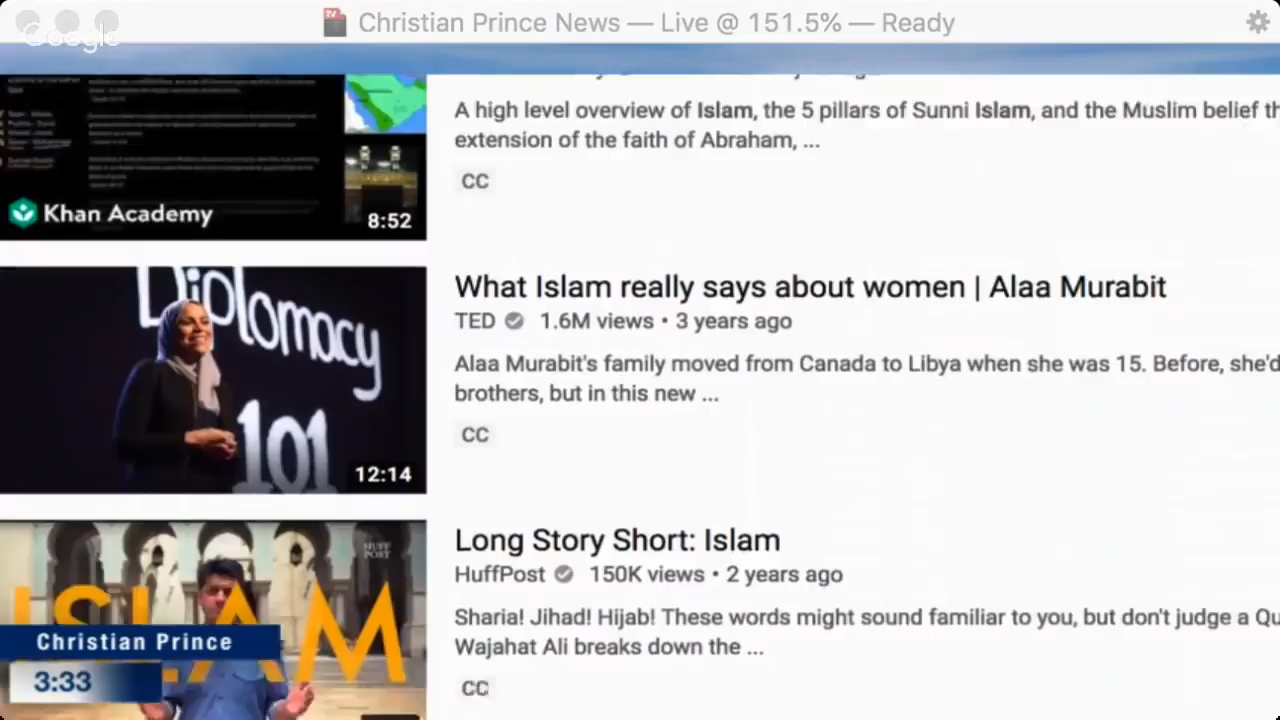 Christian Prince News — Live @ 151.5% — Ready
Google
A high level overview of Islam, the 5 pillars of Sunni Islam, and the Muslim belief th
extension of the faith of Abraham, ...
CC
Khan Academy
8:52
Diplomacy
101
12:14
What Islam really says about women | Alaa Murabit
TED 1.6M views • 3 years ago
Alaa Murabit's family moved from Canada to Libya when she was 15. Before, she'd
brothers, but in this new ...
CC
HUFF
POST
ISLAM
Long Story Short: Islam
HuffPost 150K views • 2 years ago
Sharia! Jihad! Hijab! These words might sound familiar to you, but don't judge a Qu
Wajahat Ali breaks down the ...
CC
Christian Prince
3:33